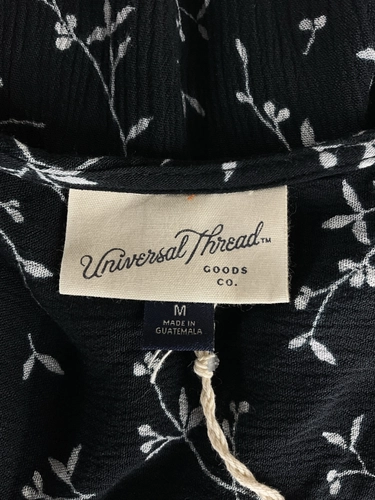 Universal Thread™
GOODS
CO.
M
MADE IN
GUATEMALA